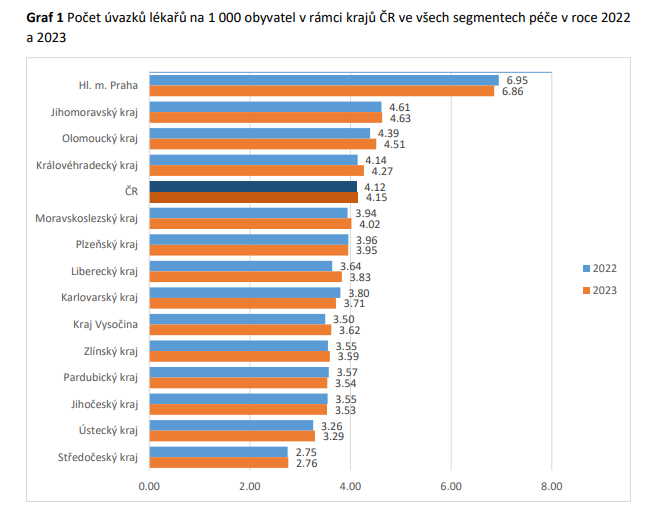 Graf 1 Počet úvazků lékařů na 1 000 obyvatel v rámci krajů ČR ve všech segmentech péče v roce 2022
a 2023
Hl. m. Praha
6.95
6.86
Jihomoravský kraj
4.61
4.63
Olomoucký kraj
4.39
4.51
Královéhradecký kraj
4.14
4.27
ČR
4.12
4.15
Moravskoslezský kraj
3.94
4.02
Plzeňský kraj
3.96
3.95
Liberecký kraj
3.64
3.83
Karlovarský kraj
3.80
3.71
Kraj Vysočina
3.50
3.62
Zlínský kraj
3.55
3.59
Pardubický kraj
3.57
3.54
Jihočeský kraj
3.55
3.53
Ústecký kraj
3.26
3.29
Středočeský kraj
2.75
2.76
0.00 2.00 4.00 6.00 8.00
2022
2023